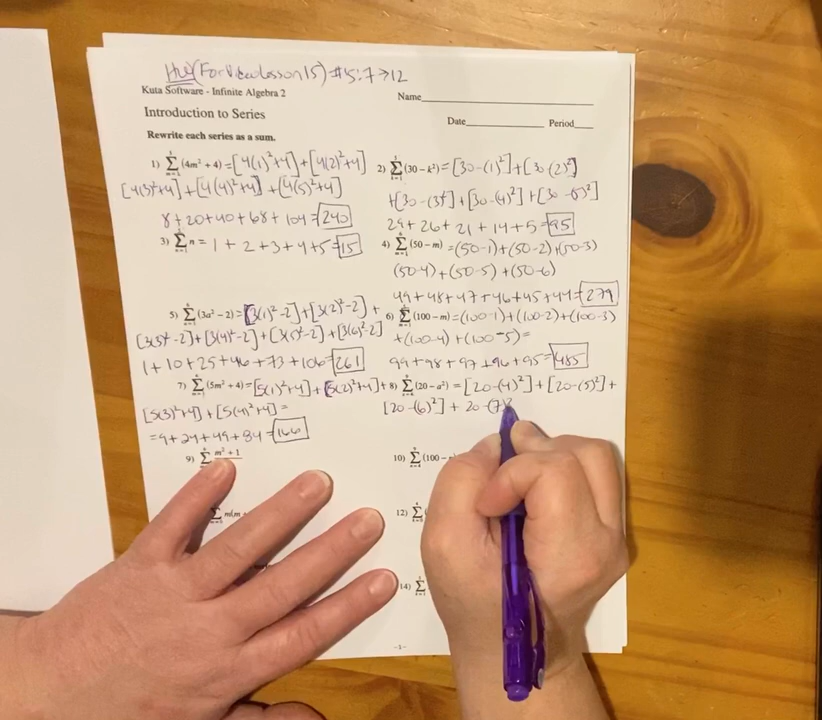 HW (For Video Lesson 15) #'s: 7→12
Kuta Software - Infinite Algebra 2
Name
Introduction to Series
Date Period
Rewrite each series as a sum.
1) Σ (4m² + 4) = [4(1)²+4] + [4(2)²+4]
[4(3)²+4] + [4(4)²+4] + [4(5)²+4]
8+20+40+68+104=240
2) Σ (30 - k²) = [30-(1)²]+[30-(2)²]
+[30-(3)²]+[30-(4)²]+[30-(5)²]
29+26+21+14+5=95
3) Σ n = 1 + 2 + 3 + 4 + 5 = 15
4) Σ (50 - m) = (50-1)+(50-2)+(50-3)
(50-4)+(50-5)+(50-6)
49+48+47+46+45+44=279
5) Σ (3a² - 2) = [3(1)²-2]+[3(2)²-2]+
[3(3)²-2]+[3(4)²-2]+[3(5)²-2]+[3(6)²-2]
1+10+25+46+73+106=261
6) Σ (100 - m) = (100-1)+(100-2)+(100-3)
+(100-4)+(100-5)=
99+98+97+96+95=485
7) Σ (5m² + 4) = [5(1)²+4] + [5(2)²+4] +
[5(3)²+4] + [5(4)²+4] =
=9+24+49+84=166
8) Σ (20 - a²) = [20-(4)²]+[20-(5)²]+
[20-(6)²] + 20-(7)²
9) Σ m² + 1
10) Σ (100 -
Σ m(m
12) Σ
14) Σ
-1-